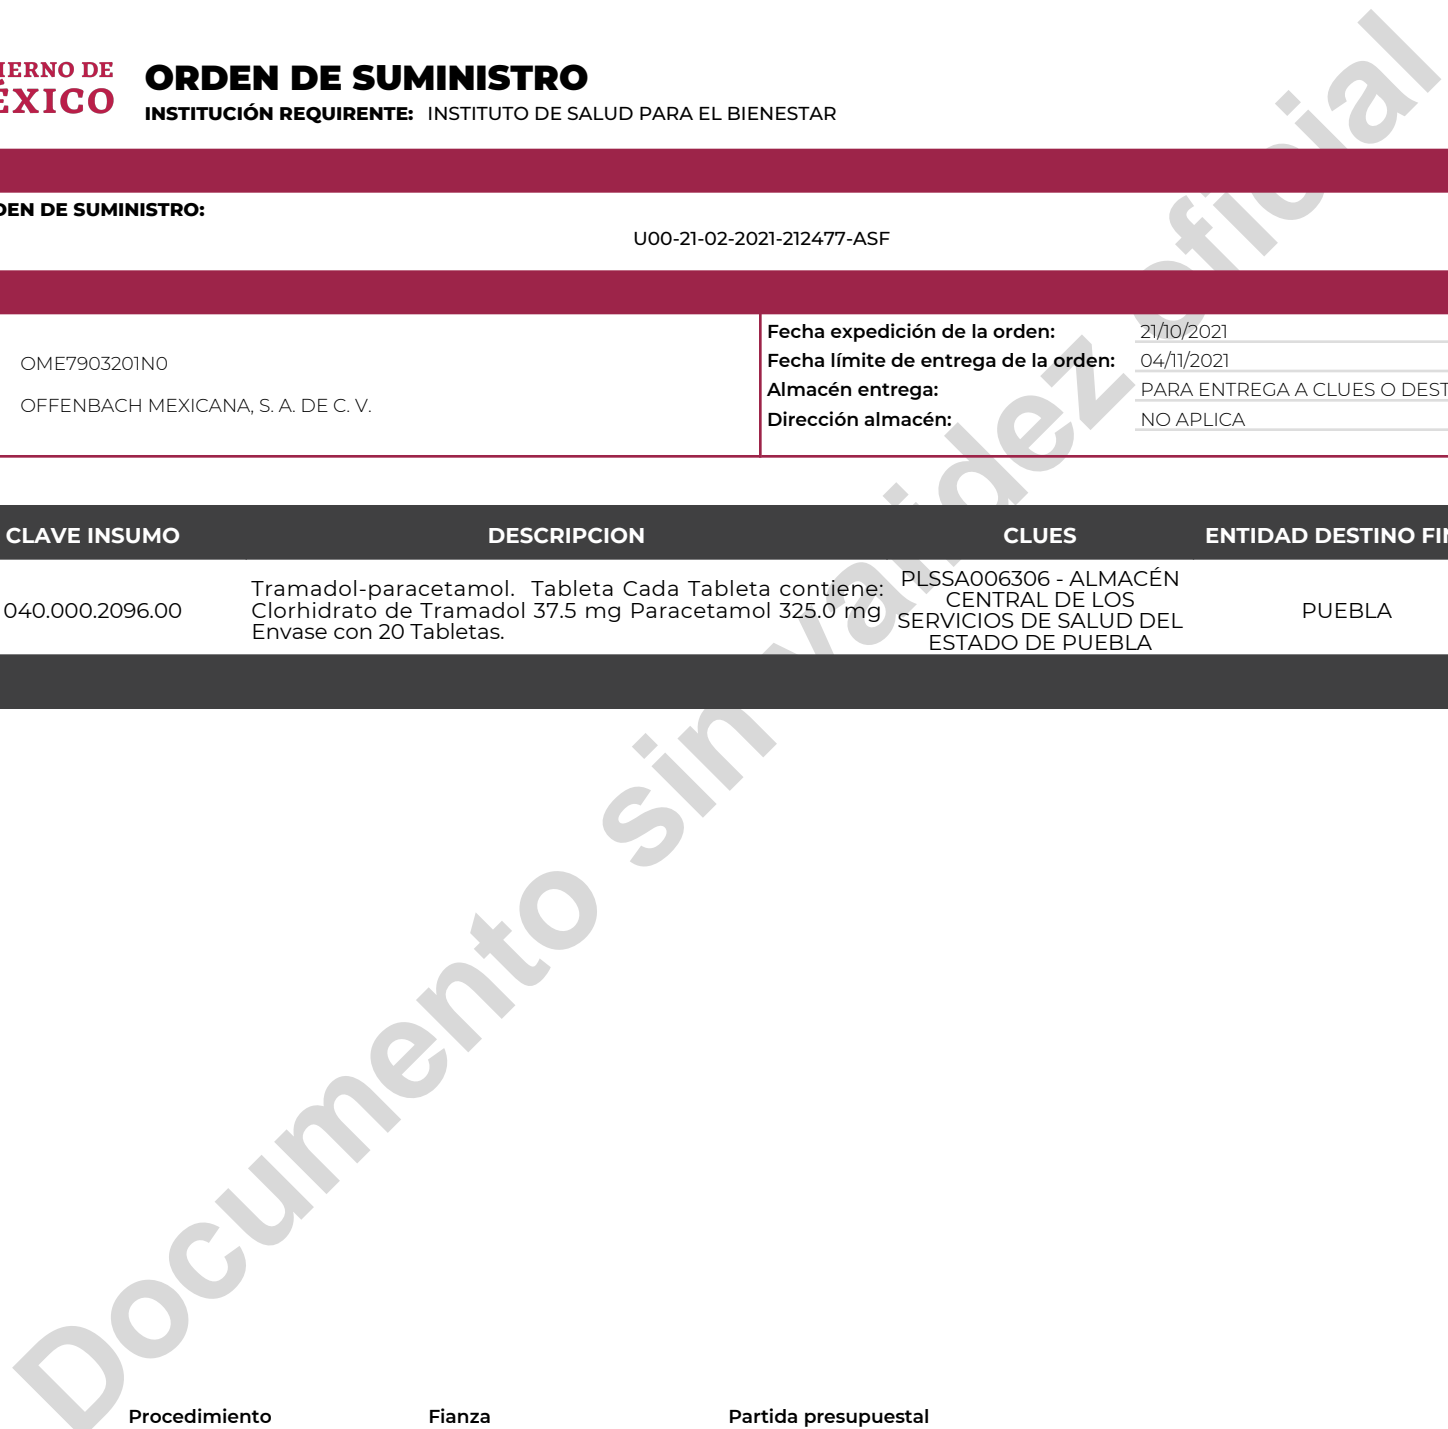 IERNO DE
ÉXICO
ORDEN DE SUMINISTRO
INSTITUCIÓN REQUIRENTE: INSTITUTO DE SALUD PARA EL BIENESTAR
DEN DE SUMINISTRO:
U00-21-02-2021-212477-ASF
OME7903201N0
OFFENBACH MEXICANA, S. A. DE C. V.
Fecha expedición de la orden: 21/10/2021
Fecha límite de entrega de la orden: 04/11/2021
Almacén entrega: PARA ENTREGA A CLUES O DEST
Dirección almacén: NO APLICA
CLAVE INSUMO DESCRIPCION CLUES ENTIDAD DESTINO FIN
040.000.2096.00
Tramadol-paracetamol. Tableta Cada Tableta contiene:
Clorhidrato de Tramadol 37.5 mg Paracetamol 325.0 mg
Envase con 20 Tabletas.
PLSSA006306 - ALMACÉN
CENTRAL DE LOS
SERVICIOS DE SALUD DEL
ESTADO DE PUEBLA
PUEBLA
Documento sin validez oficial
Procedimiento Fianza Partida presupuestal